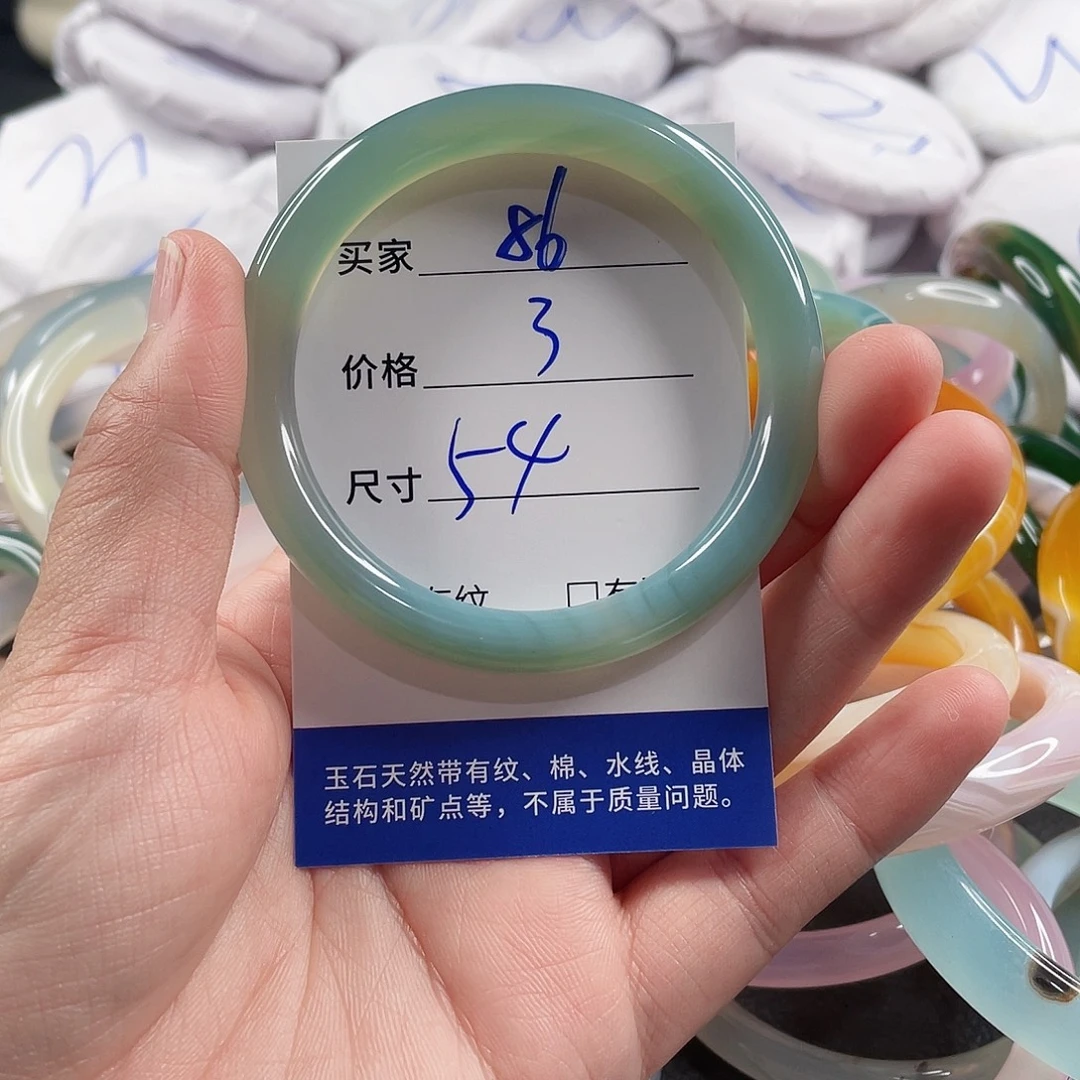 买家 86
价格 3
尺寸 54
玉石天然带有纹、棉、水线、晶体
结构和矿点等，不属于质量问题。